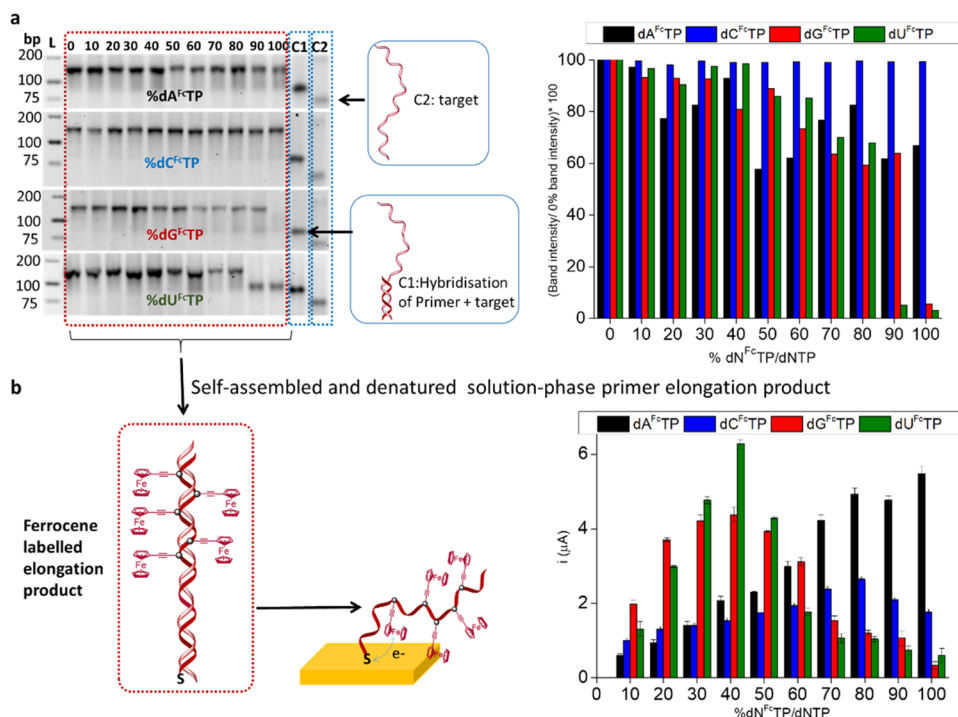 a
bp L 0 10 20 30 40 50 60 70 80 90 100 C1 C2
200
100
75
%dA^FcTP
200
100
75
%dC^FcTP
200
100
75
%dG^FcTP
200
100
75
%dU^FcTP
C2: target
C1:Hybridisation
of Primer + target
dA^FcTP dC^FcTP dG^FcTP dU^FcTP
(Band intensity/ 0% band intensity)* 100
100
80
60
40
20
0
0 10 20 30 40 50 60 70 80 90 100
% dN^FcTP/dNTP
Self-assembled and denatured solution-phase primer elongation product
b
Ferrocene
labelled
elongation
product
Fe
Fe
Fe
Fe
Fe
S
Fe
Fe
Fe
Fe
Fe
S
e-
dA^FcTP dC^FcTP dG^FcTP dU^FcTP
i (µA)
6
4
2
0
0 10 20 30 40 50 60 70 80 90 100
%dN^FcTP/dNTP